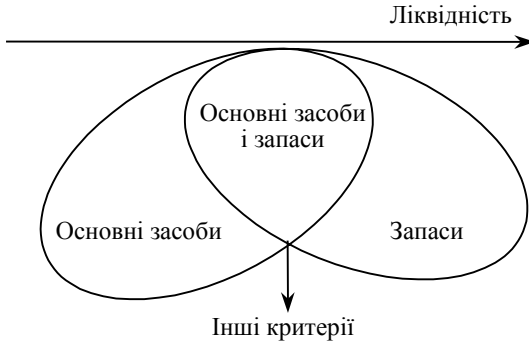 Ліквідність
Основні засоби
і запаси
Основні засоби
Запаси
Інші критерії